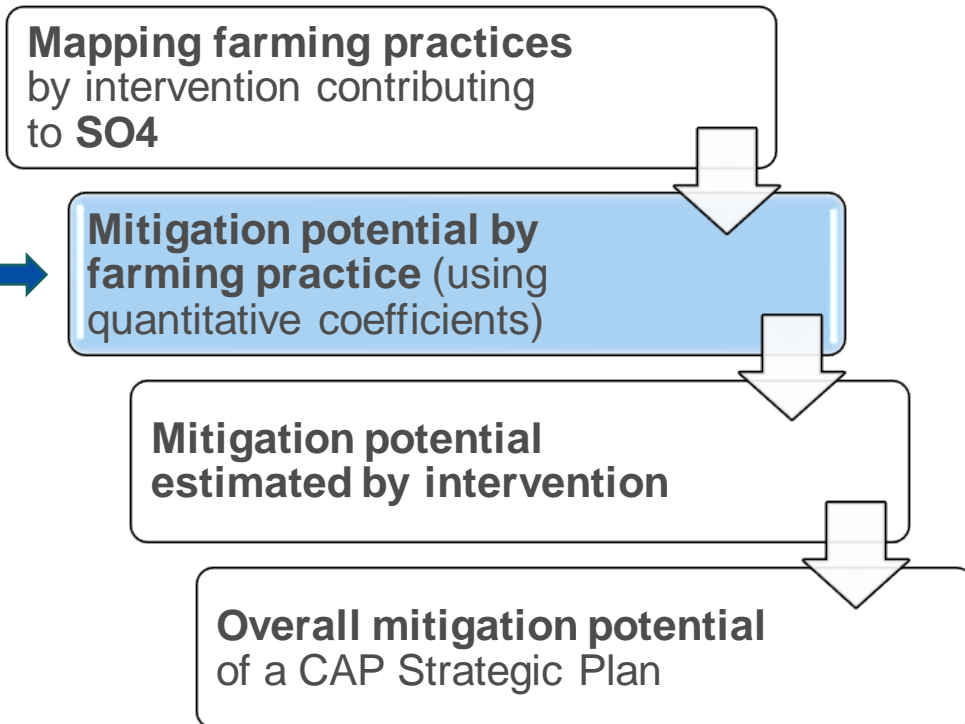 Mapping farming practices
by intervention contributing
to SO4
Mitigation potential by
farming practice (using
quantitative coefficients)
Mitigation potential
estimated by intervention
Overall mitigation potential
of a CAP Strategic Plan